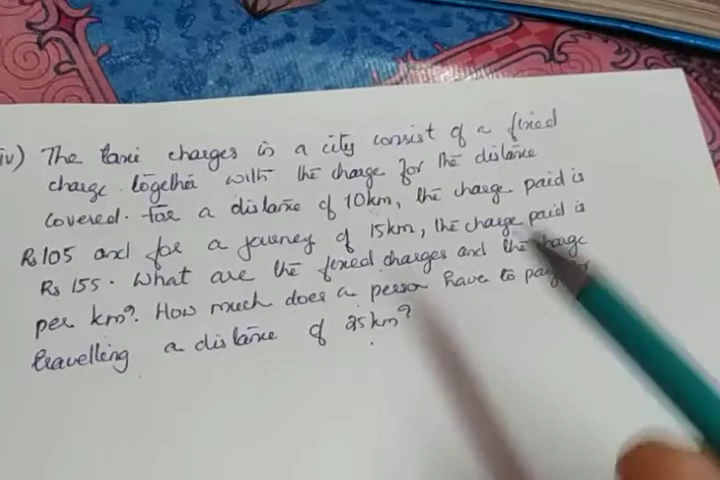 iv) The taxi charges in a city consist of a fixed
charge together with the charge for the distance
covered. For a distance of 10km, the charge paid is
Rs 105 and for a journey of 15km, the charge paid is
Rs 155. What are the fixed charges and the charge
per km? How much does a person have to pay
travelling a distance of 25km?